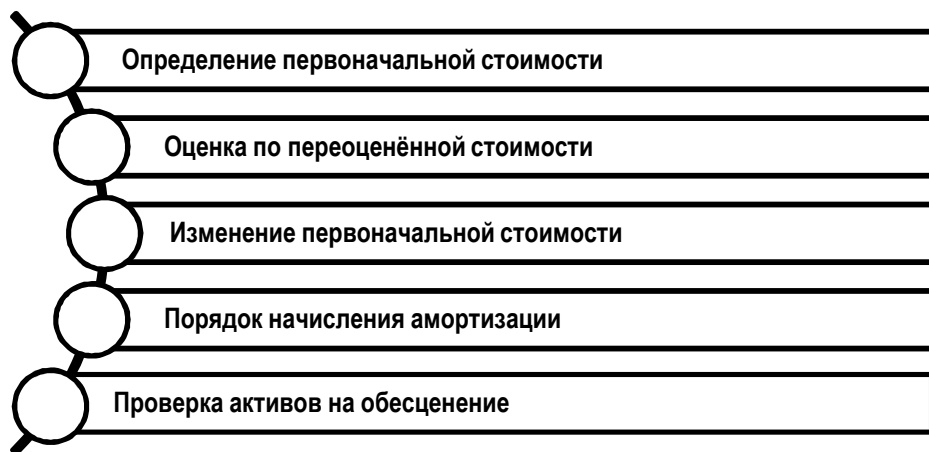 Определение первоначальной стоимости
Оценка по переоценённой стоимости
Изменение первоначальной стоимости
Порядок начисления амортизации
Проверка активов на обесценение